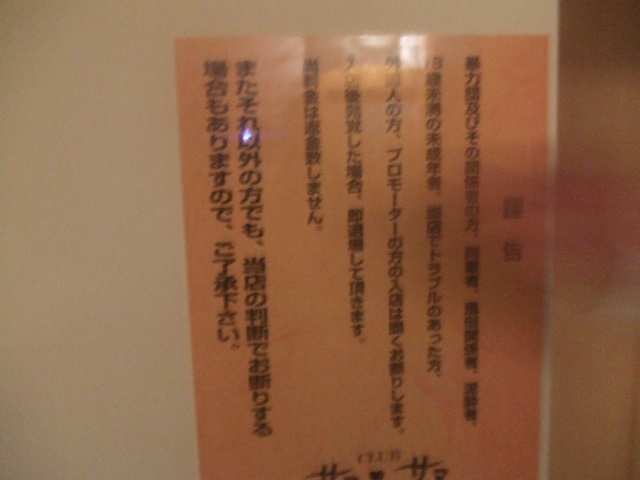 謹告
暴力団及びその関係者の方、同業者、風俗関係者、
8歳未満の未成年者、当店でトラブルのあった方、
外国人の方、プロモーターの方の入店は固くお断りします。
入店後発覚した場合、即退場して頂きます。
当料金は返金致しません。
またそれ以外の方でも、当店の判断でお断りする
場合もありますので、ご了承下さい。
CLUB